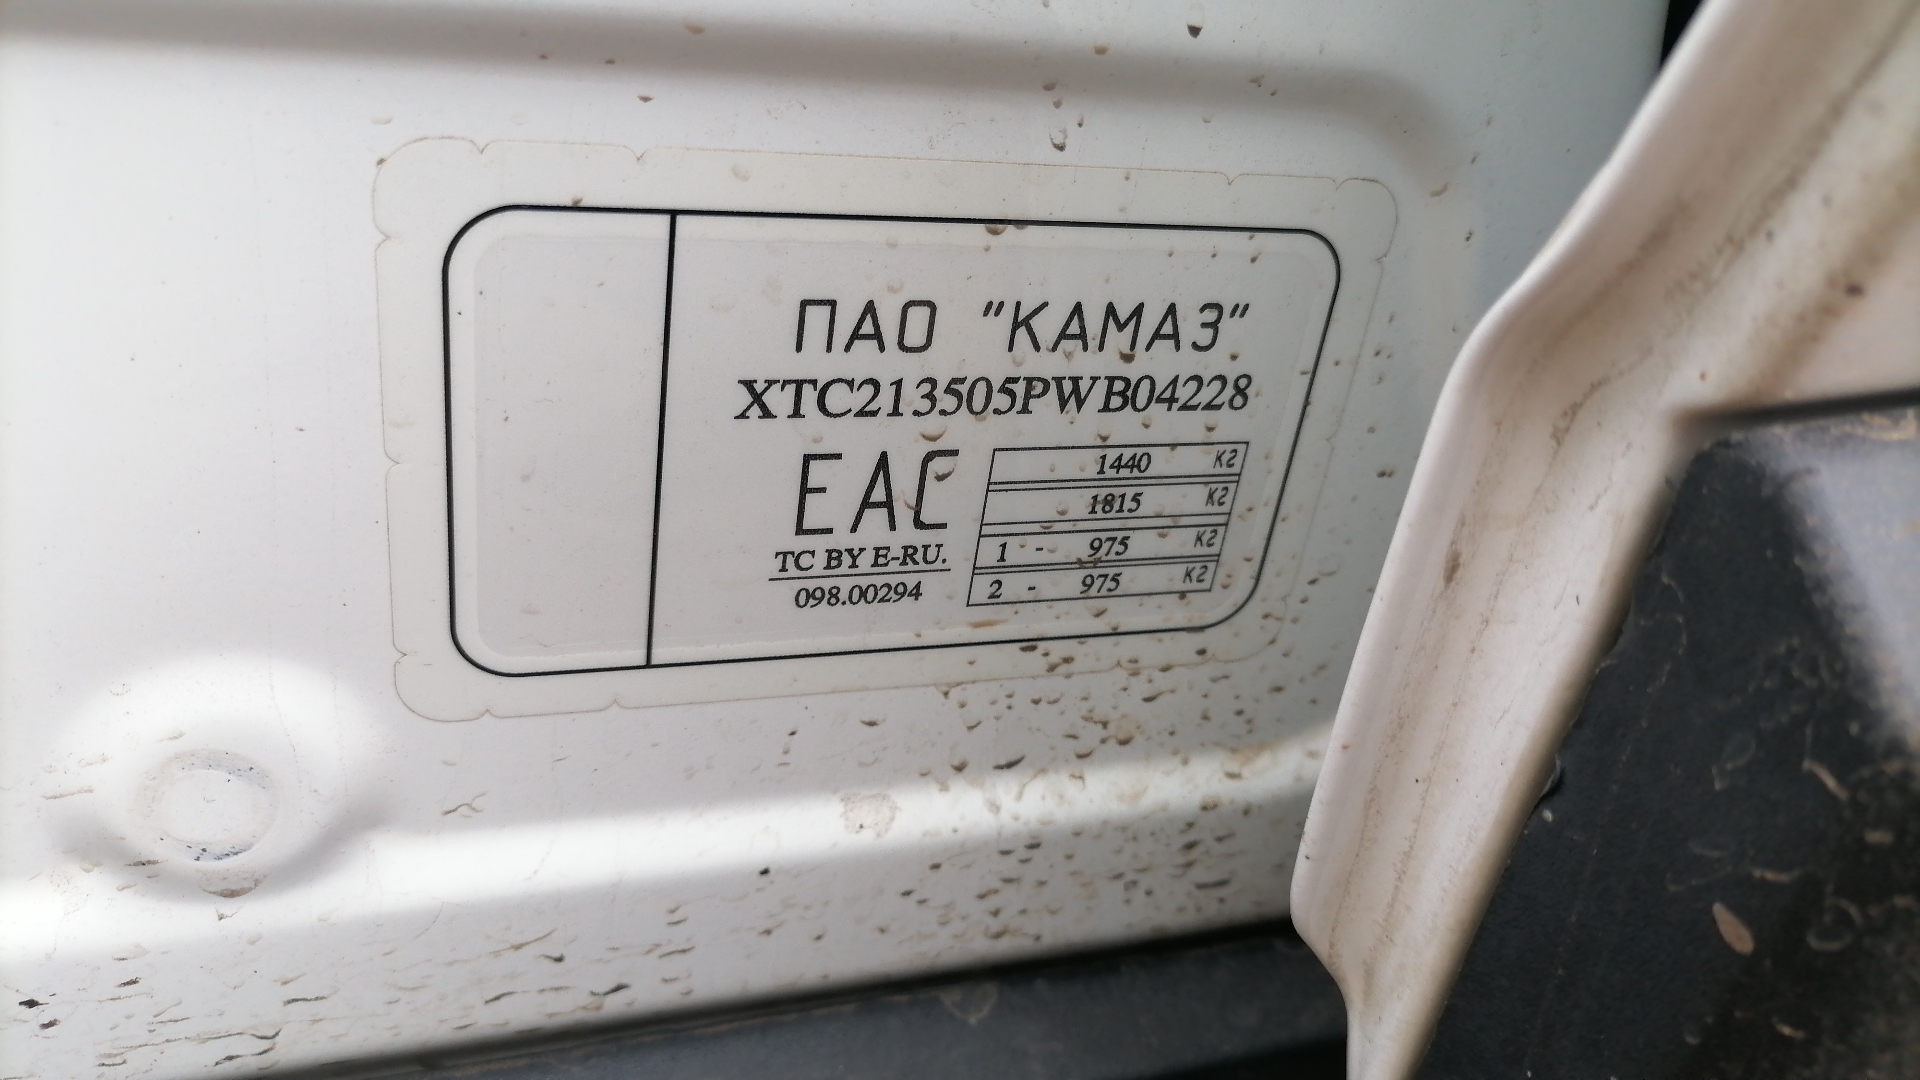 ПАО "КАМАЗ"
XTC213505PWB04228
EAC
1440 кг
1815 кг
1 - 975 кг
2 - 975 кг
TC BY E-RU.
098.00294